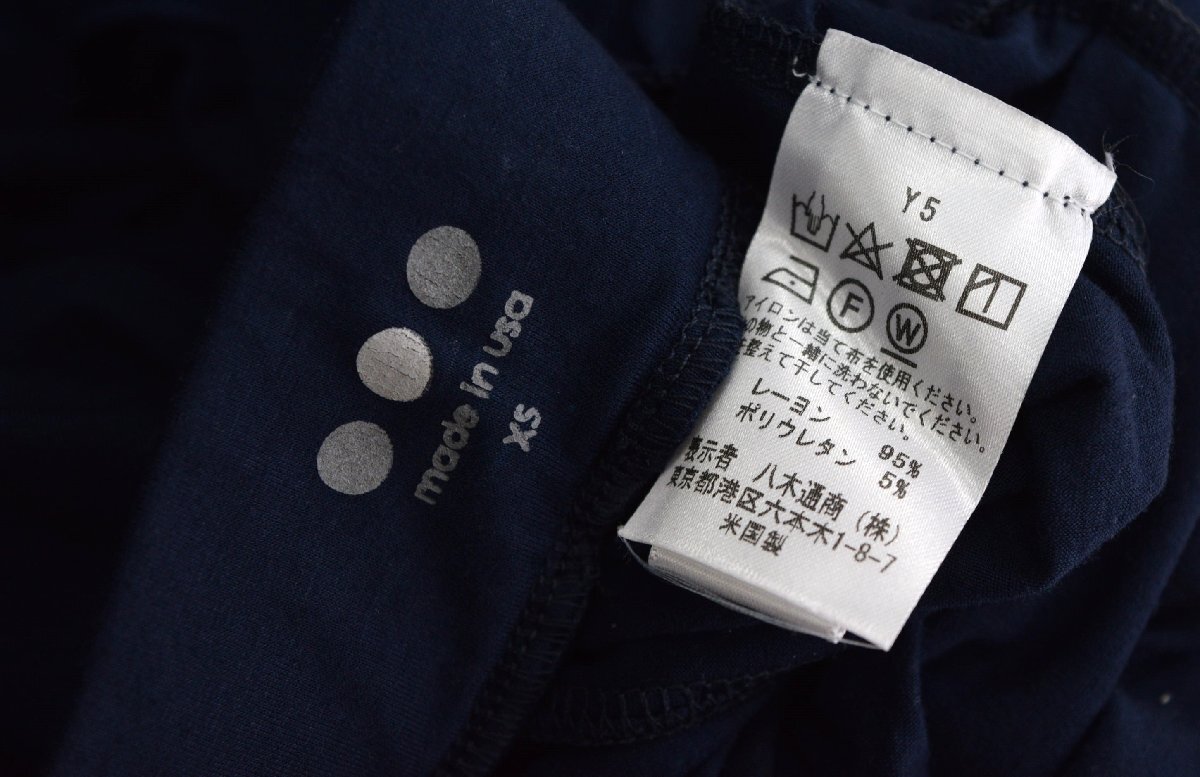 made in usa
xs
Y5
F
W
アイロンは当て布を使用ください。
の物と一緒に洗わないでください。
整えて干してください。
レーヨン 95%
ポリウレタン 5%
表示者 八木通商(株)
東京都港区六本木1-8-7
米国製